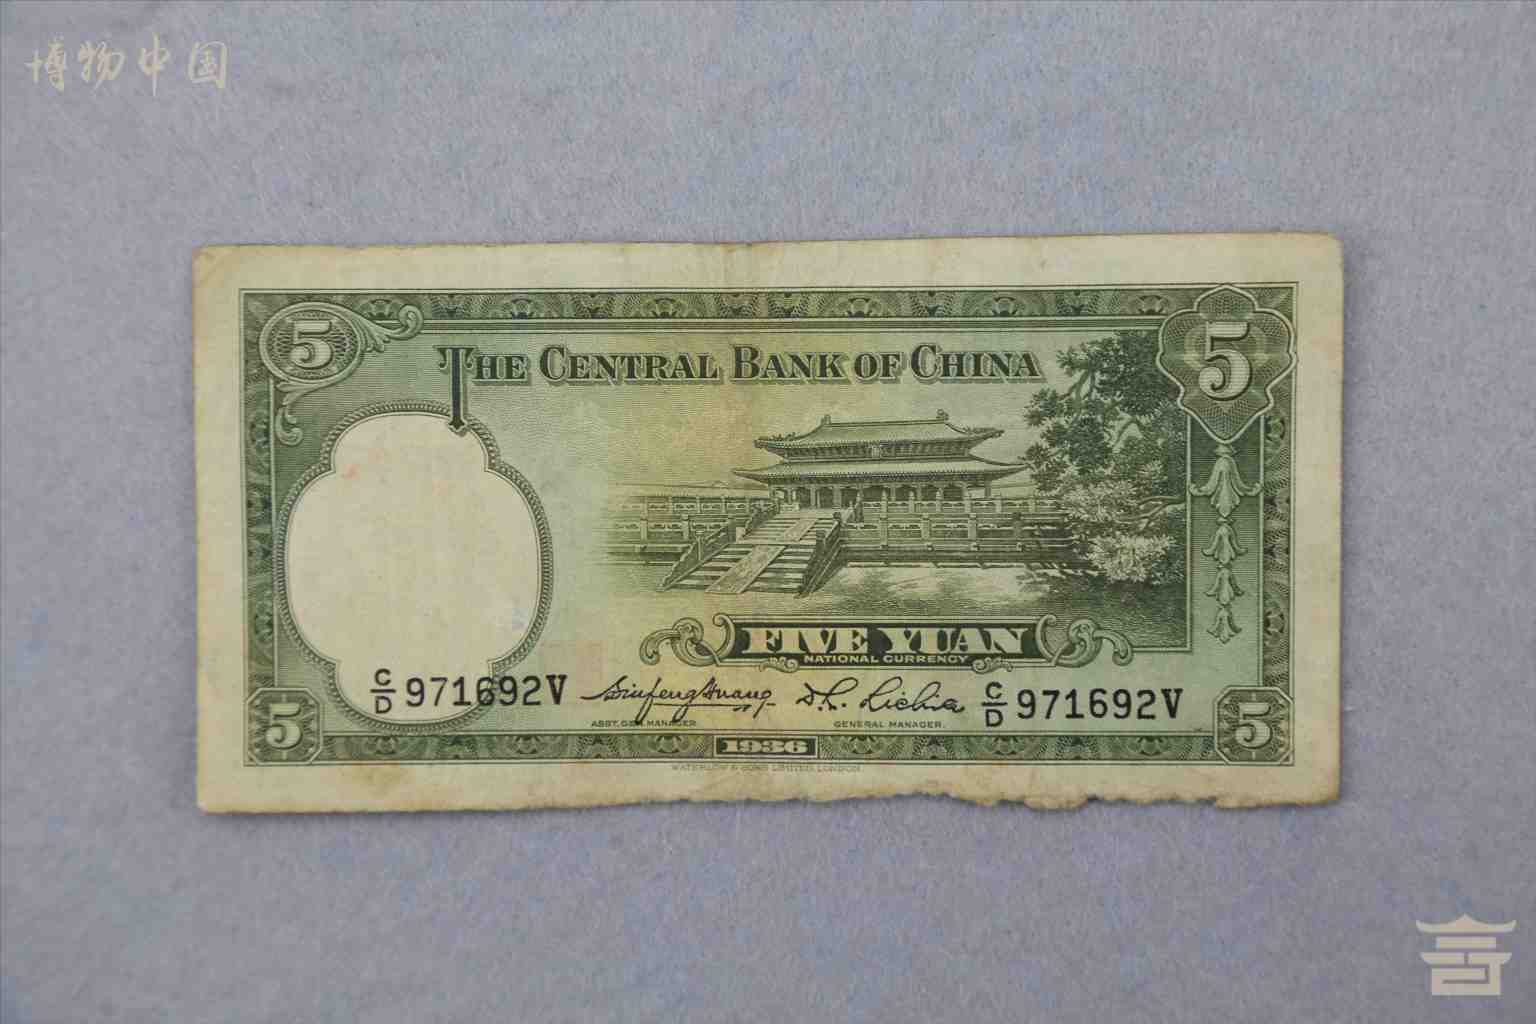 博物中国
5
5
THE CENTRAL BANK OF CHINA
FIVE YUAN
NATIONAL CURRENCY
C/D 971692V
C/D 971692V
ASST. GEN. MANAGER.
GENERAL MANAGER.
5
1936
5
WATERLOW & SONS LIMITED, LONDON